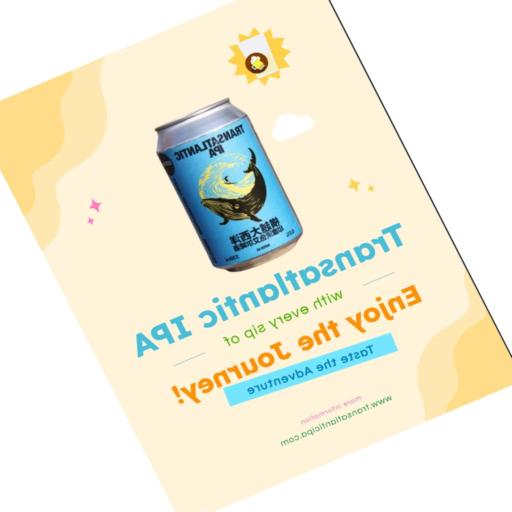 TRANSATLANTIC
IPA
Transatlantic IPA
with every sip of
Enjoy the Journey!
Taste the Adventure
more information
www.transatlanticipa.com